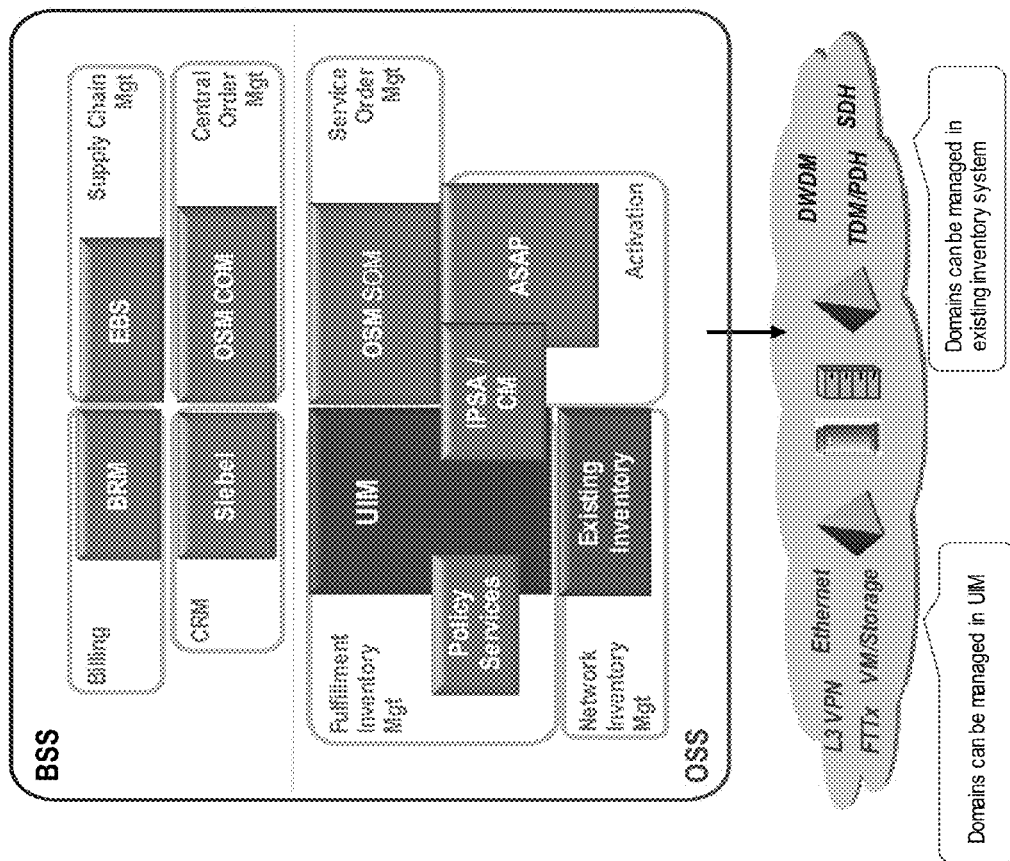 BSS
Billing
BRM
EBS
Supply Chain
Mgt
CRM
Siebel
OSM COM
Central
Order
Mgt
Fulfillment
Inventory
Mgt
UIM
OSM SOM
Service
Order
Mgt
Policy
Services
IPSA/
CM
ASAP
Activation
Network
Inventory
Mgt
Existing
Inventory
OSS
L3 VPN
Ethernet
FTTx
VM/Storage
DWDM
TDM/PDH
SDH
Domains can be managed in UIM
Domains can be managed in
existing inventory system